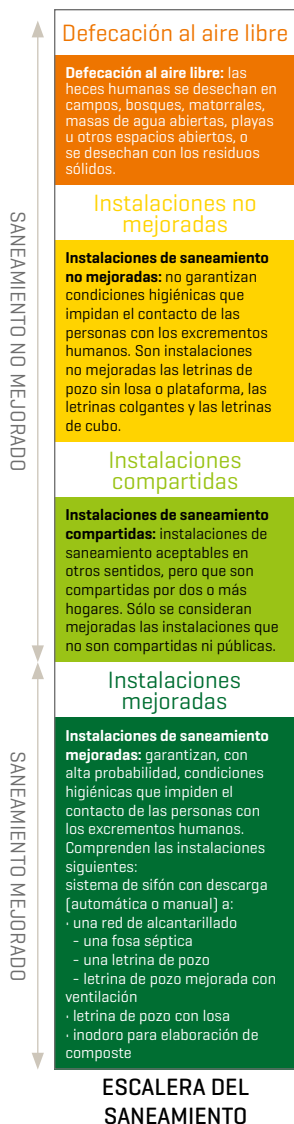 Defecación al aire libre
Defecación al aire libre: las
heces humanas se desechan en
campos, bosques, matorrales,
masas de agua abiertas, playas
u otros espacios abiertos, o
se desechan con los residuos
sólidos.
Instalaciones no
mejoradas
Instalaciones de saneamiento
no mejoradas: no garantizan
condiciones higiénicas que
impidan el contacto de las
personas con los excrementos
humanos. Son instalaciones
no mejoradas las letrinas de
pozo sin losa o plataforma, las
letrinas colgantes y las letrinas
de cubo.
Instalaciones
compartidas
Instalaciones de saneamiento
compartidas: instalaciones de
saneamiento aceptables en
otros sentidos, pero que son
compartidas por dos o más
hogares. Sólo se consideran
mejoradas las instalaciones que
no son compartidas ni públicas.
SANEAMIENTO NO MEJORADO
Instalaciones
mejoradas
Instalaciones de saneamiento
mejoradas: garantizan, con
alta probabilidad, condiciones
higiénicas que impiden el
contacto de las personas con
los excrementos humanos.
Comprenden las instalaciones
siguientes:
sistema de sifón con descarga
(automática o manual) a:
· una red de alcantarillado
– una fosa séptica
– una letrina de pozo
– letrina de pozo mejorada con
ventilación
· letrina de pozo con losa
· inodoro para elaboración de
composte
SANEAMIENTO MEJORADO
ESCALERA DEL
SANEAMIENTO